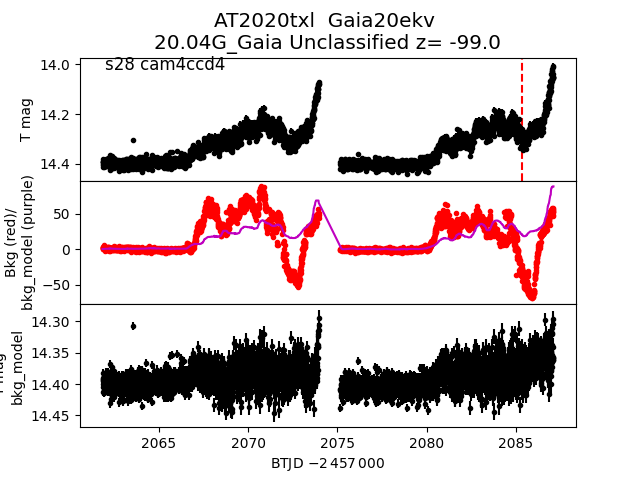 AT2020txl  Gaia20ekv
20.04G_Gaia Unclassified z= -99.0
s28 cam4ccd4
T mag
14.0
14.2
14.4
Bkg (red)/
bkg_model (purple)
50
0
−50
bkg_model
14.30
14.35
14.40
14.45
2065
2070
2075
2080
2085
BTJD −2 457 000